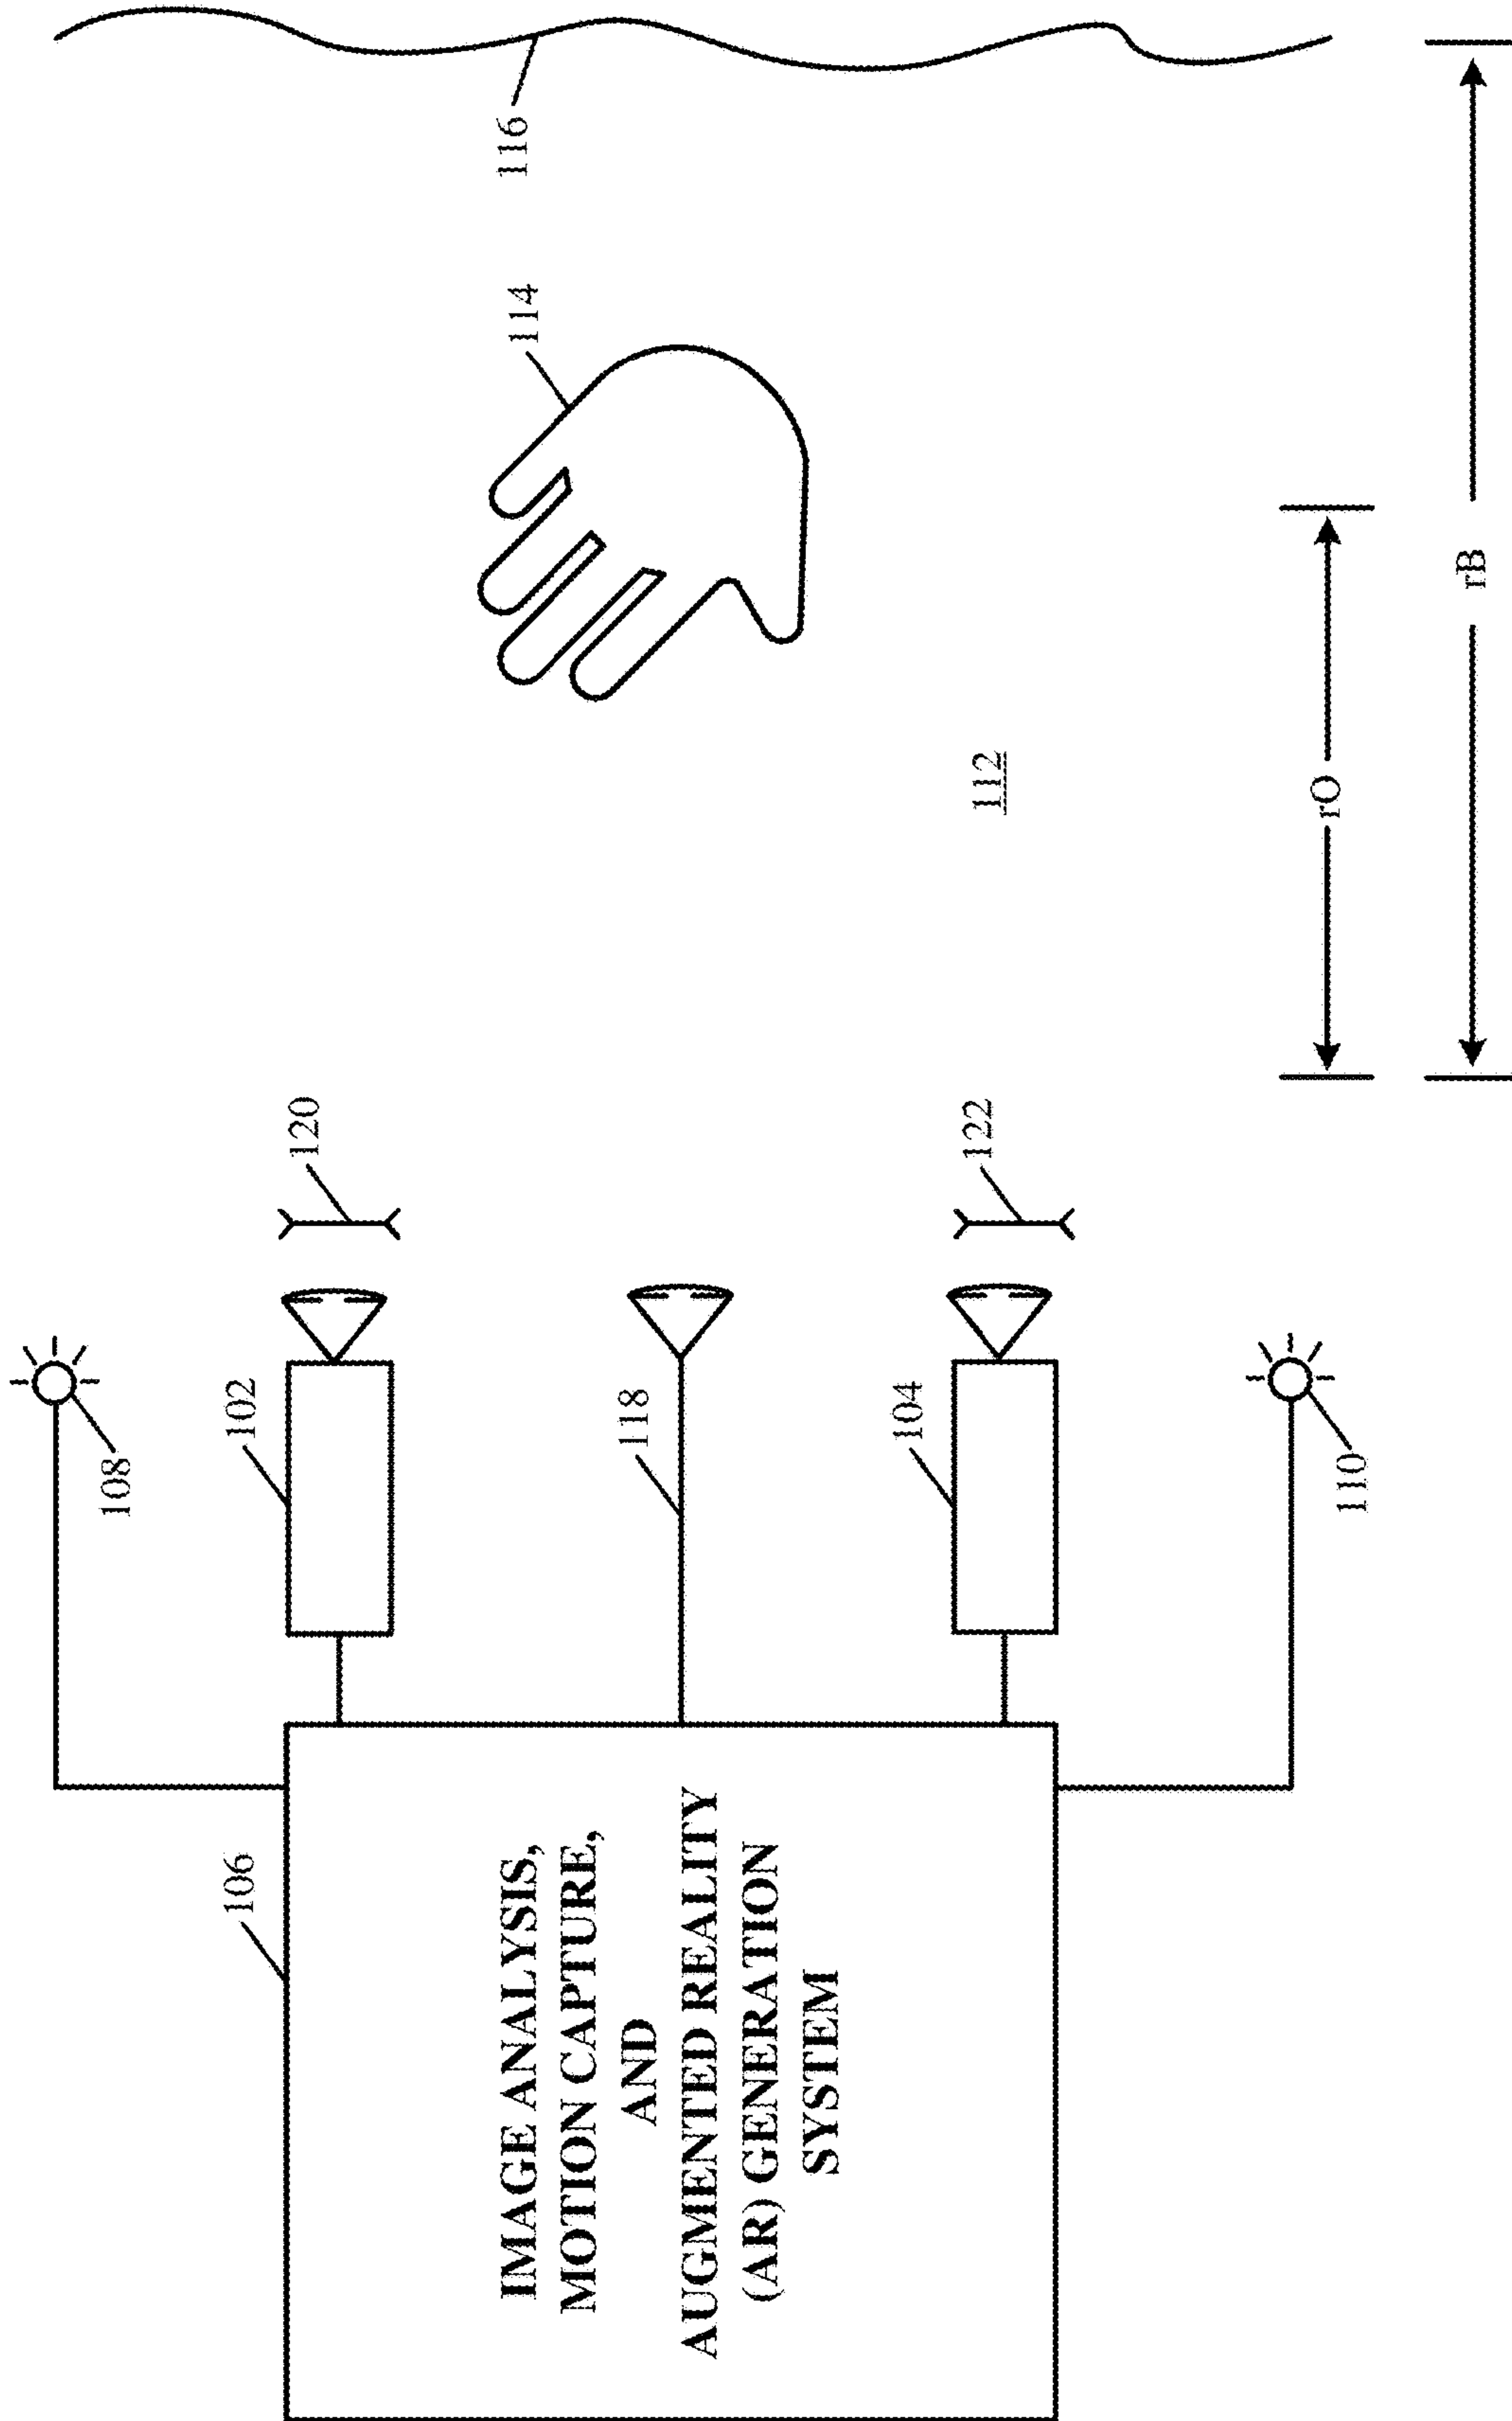 108
102
120
114
116
106
IMAGE ANALYSIS,
MOTION CAPTURE,
AND
AUGMENTED REALITY
(AR) GENERATION
SYSTEM
118
104
122
112
110
rO
rB